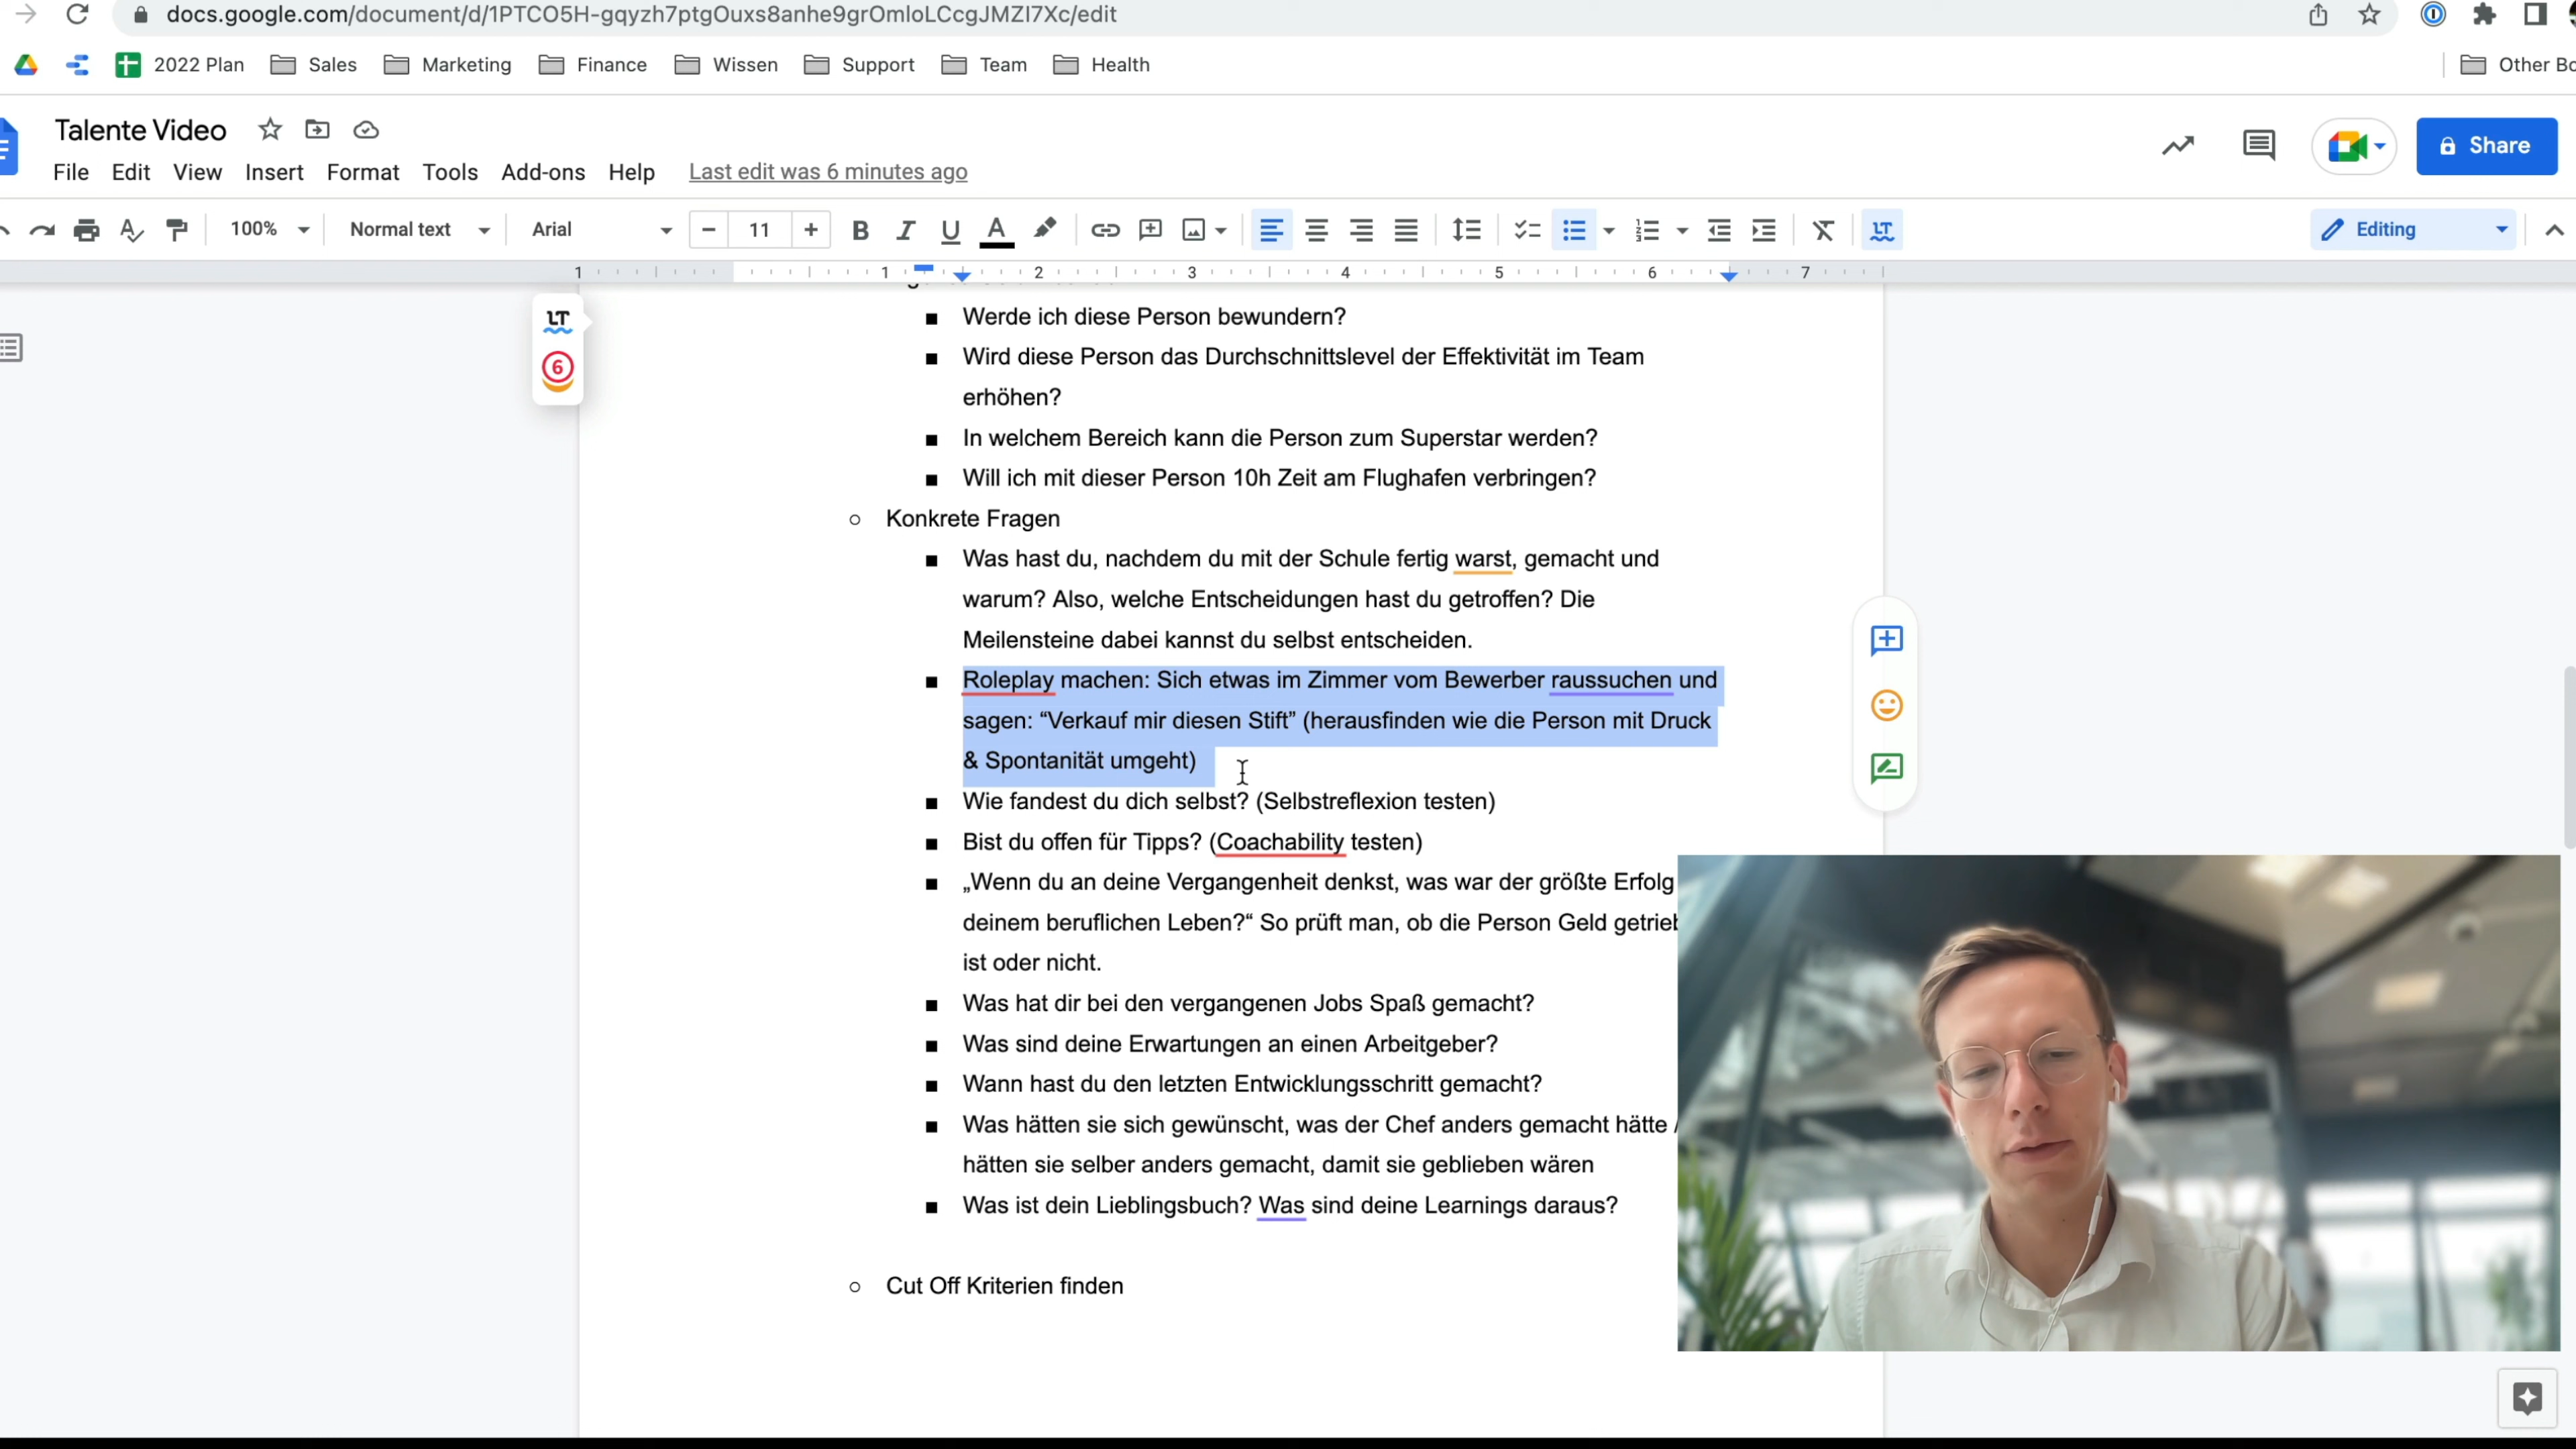 docs.google.com/document/d/1PTCO5H-gqyzh7ptgOuxs8anhe9grOmloLCcgJMZI7Xc/edit
2022 Plan Sales Marketing Finance Wissen Support Team Health Other
Talente Video
File Edit View Insert Format Tools Add-ons Help Last edit was 6 minutes ago
Share
100% Normal text Arial 11 Editing
1 1 2 3 4 5 6 7
Werde ich diese Person bewundern?
Wird diese Person das Durchschnittslevel der Effektivität im Team
erhöhen?
In welchem Bereich kann die Person zum Superstar werden?
Will ich mit dieser Person 10h Zeit am Flughafen verbringen?
Konkrete Fragen
Was hast du, nachdem du mit der Schule fertig warst, gemacht und
warum? Also, welche Entscheidungen hast du getroffen? Die
Meilensteine dabei kannst du selbst entscheiden.
Roleplay machen: Sich etwas im Zimmer vom Bewerber raussuchen und
sagen: “Verkauf mir diesen Stift” (herausfinden wie die Person mit Druck
& Spontanität umgeht)
Wie fandest du dich selbst? (Selbstreflexion testen)
Bist du offen für Tipps? (Coachability testen)
„Wenn du an deine Vergangenheit denkst, was war der größte Erfolg
deinem beruflichen Leben?“ So prüft man, ob die Person Geld
ist oder nicht.
Was hat dir bei den vergangenen Jobs Spaß gemacht?
Was sind deine Erwartungen an einen Arbeitgeber?
Wann hast du den letzten Entwicklungsschritt gemacht?
Was hätten sie sich gewünscht, was der Chef anders gemacht hätte /
hätten sie selber anders gemacht, damit sie geblieben wären
Was ist dein Lieblingsbuch? Was sind deine Learnings daraus?
Cut Off Kriterien finden
LT
6